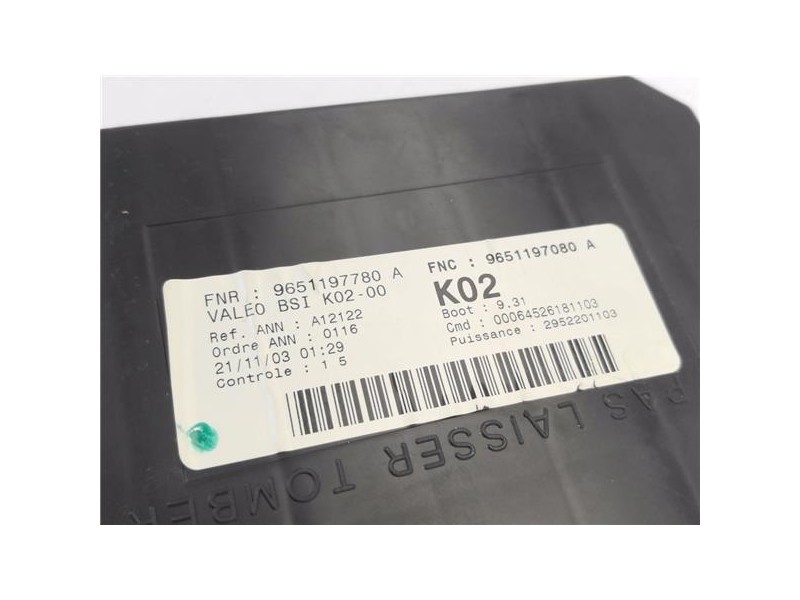 FNR : 9651197780 A
VALEO BSI K02-00
Ref. ANN : A12122
Ordre ANN : 0116
21/11/03 01:29
Controle : 1 5
FNC : 9651197080 A
K02
Boot : 9.31
Cmd : 00064526181103
Puissance : 2952201103
PAS LAISSER TOMBER